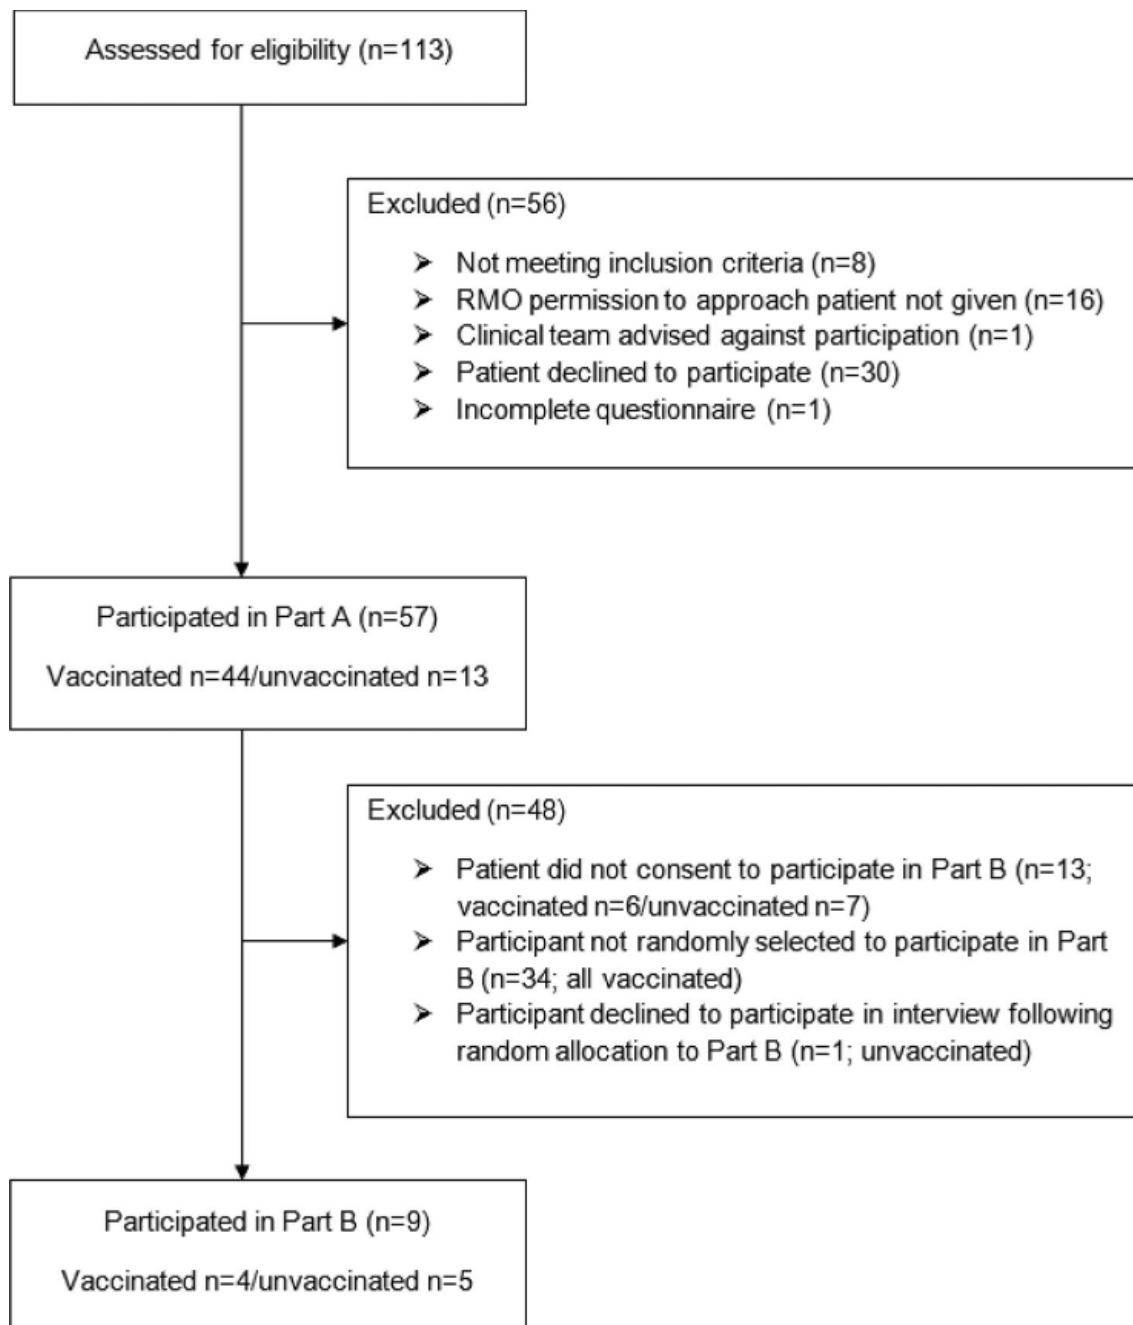 Assessed for eligibility (n=113)
Excluded (n=56)
➤ Not meeting inclusion criteria (n=8)
➤ RMO permission to approach patient not given (n=16)
➤ Clinical team advised against participation (n=1)
➤ Patient declined to participate (n=30)
➤ Incomplete questionnaire (n=1)
Participated in Part A (n=57)
Vaccinated n=44/unvaccinated n=13
Excluded (n=48)
➤ Patient did not consent to participate in Part B (n=13;
vaccinated n=6/unvaccinated n=7)
➤ Participant not randomly selected to participate in Part
B (n=34; all vaccinated)
➤ Participant declined to participate in interview following
random allocation to Part B (n=1; unvaccinated)
Participated in Part B (n=9)
Vaccinated n=4/unvaccinated n=5